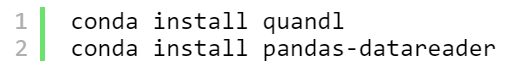 1 conda install quandl
2 conda install pandas-datareader